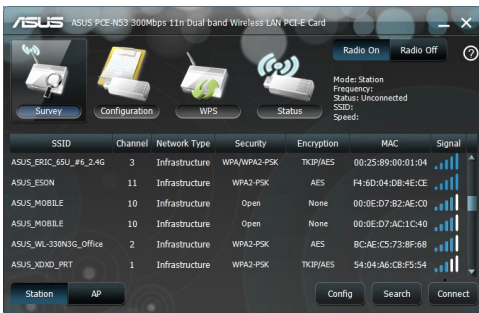 ASUS ASUS PCE-N53 300Mbps 11n Dual band Wireless LAN PCI-E Card
Radio On Radio Off
Mode: Station
Frequency:
Status: Unconnected
SSID:
Speed:
Survey Configuration WPS Status
SSID Channel Network Type Security Encryption MAC Signal
ASUS_ERIC_65U_#6_2.4G 3 Infrastructure WPA/WPA2-PSK TKIP/AES 00:25:89:00:01:04
ASUS_ESON 11 Infrastructure WPA2-PSK AES F4:6D:04:DB:4E:CE
ASUS_MOBILE 10 Infrastructure Open None 00:0E:D7:B2:AE:C0
ASUS_MOBILE 10 Infrastructure Open None 00:0E:D7:AC:1C:40
ASUS_WL-330N3G_Office 2 Infrastructure WPA2-PSK AES BC:AE:C5:73:8F:68
ASUS_XDXD_PRT 1 Infrastructure WPA2-PSK TKIP/AES 54:04:A6:C8:F5:54
Station AP Config Search Connect